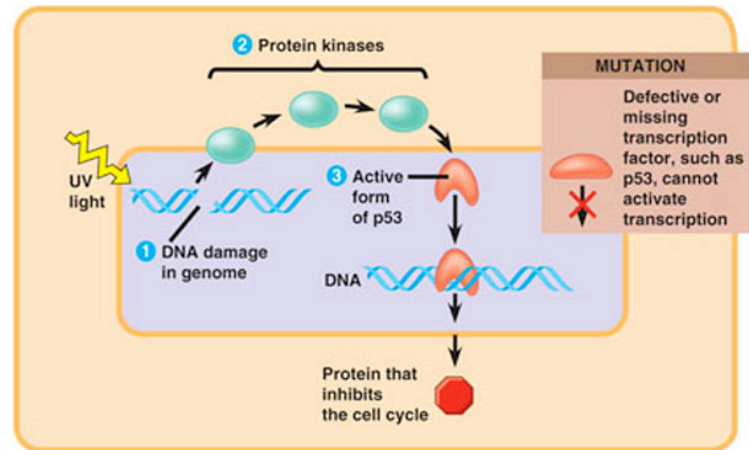 2 Protein kinases
MUTATION
Defective or
missing
transcription
factor, such as
p53, cannot
activate
transcription
UV
light
3 Active
form
of p53
1 DNA damage
in genome
DNA
Protein that
inhibits
the cell cycle